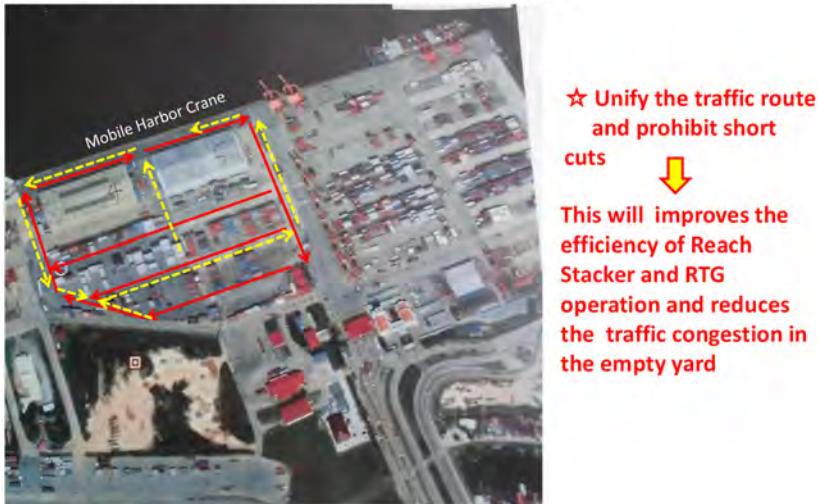 Mobile Harbor Crane
☆ Unify the traffic route
and prohibit short
cuts
This will improves the
efficiency of Reach
Stacker and RTG
operation and reduces
the traffic congestion in
the empty yard